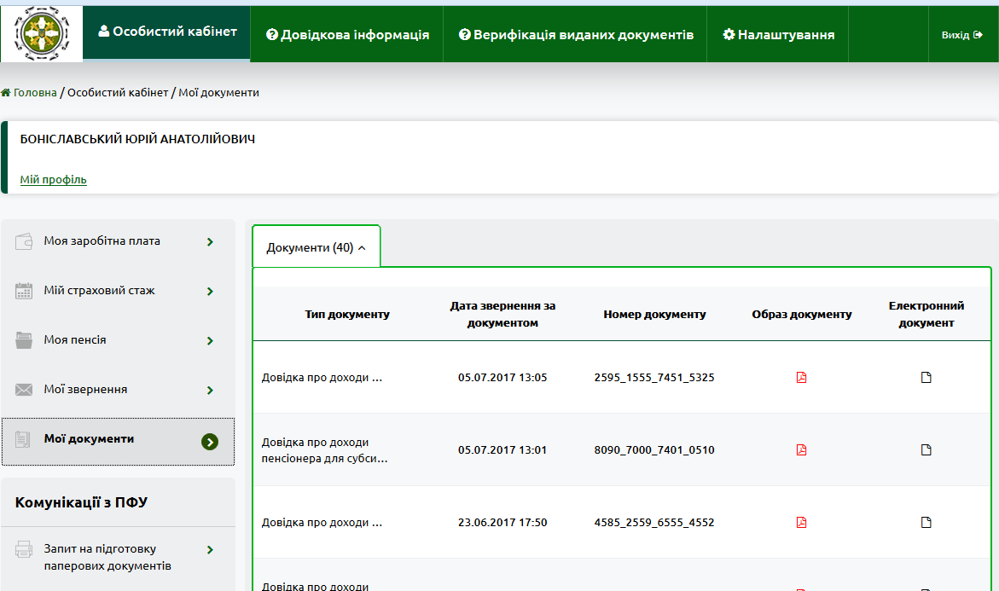 Особистий кабінет
Довідкова інформація
Верифікація виданих документів
Налаштування
Вихід
Головна / Особистий кабінет / Мої документи
БОНІСЛАВСЬКИЙ ЮРІЙ АНАТОЛІЙОВИЧ
Мій профіль
Моя заробітна плата
Мій страховий стаж
Моя пенсія
Мої звернення
Мої документи
Комунікації з ПФУ
Запит на підготовку
паперових документів
Документи (40)
Тип документу
Дата звернення за
документом
Номер документу
Образ документу
Електронний
документ
Довідка про доходи ...
05.07.2017 13:05
2595_1555_7451_5325
Довідка про доходи
пенсіонера для субси...
05.07.2017 13:01
8090_7000_7401_0510
Довідка про доходи ...
23.06.2017 17:50
4585_2559_6555_4552
Довідка про доходи